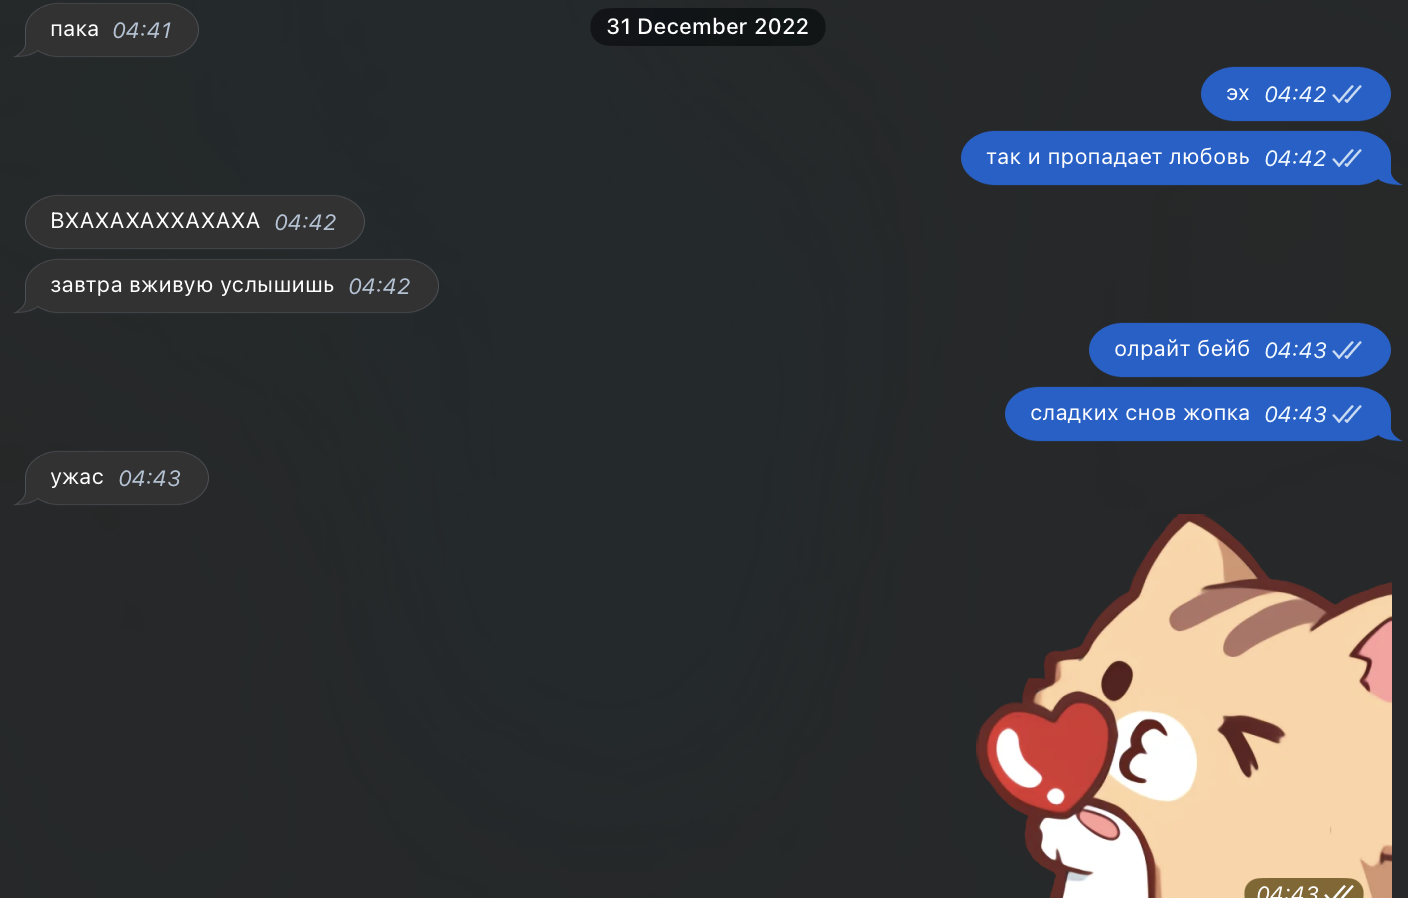 31 December 2022
пака 04:41
эх 04:42
так и пропадает любовь 04:42
ВХАХАХАХХАХАХА 04:42
завтра вживую услышишь 04:42
олрайт бейб 04:43
сладких снов жопка 04:43
ужас 04:43
04:43